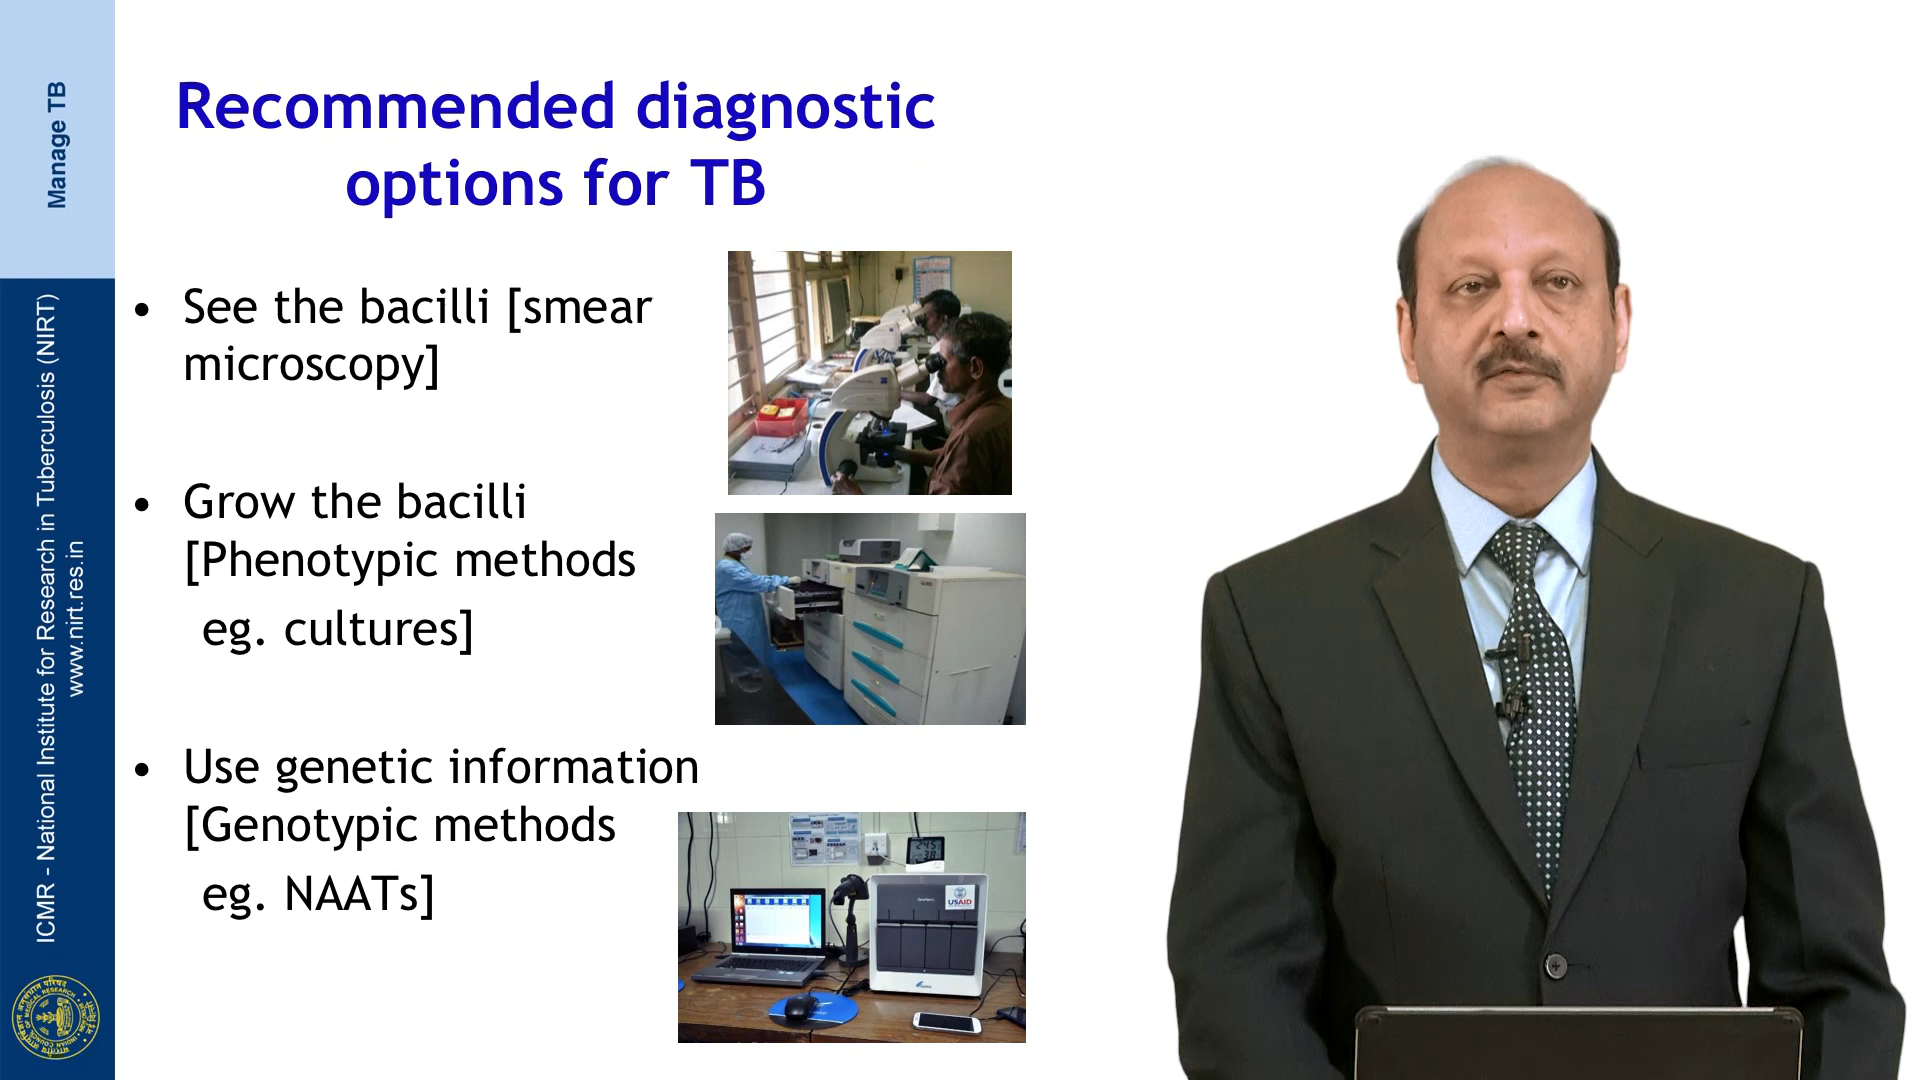 Manage TB
ICMR - National Institute for Research in Tuberculosis (NIRT)
www.nirt.res.in
Recommended diagnostic
options for TB
• See the bacilli [smear
microscopy]
• Grow the bacilli
[Phenotypic methods
eg. cultures]
• Use genetic information
[Genotypic methods
eg. NAATs]
USAID